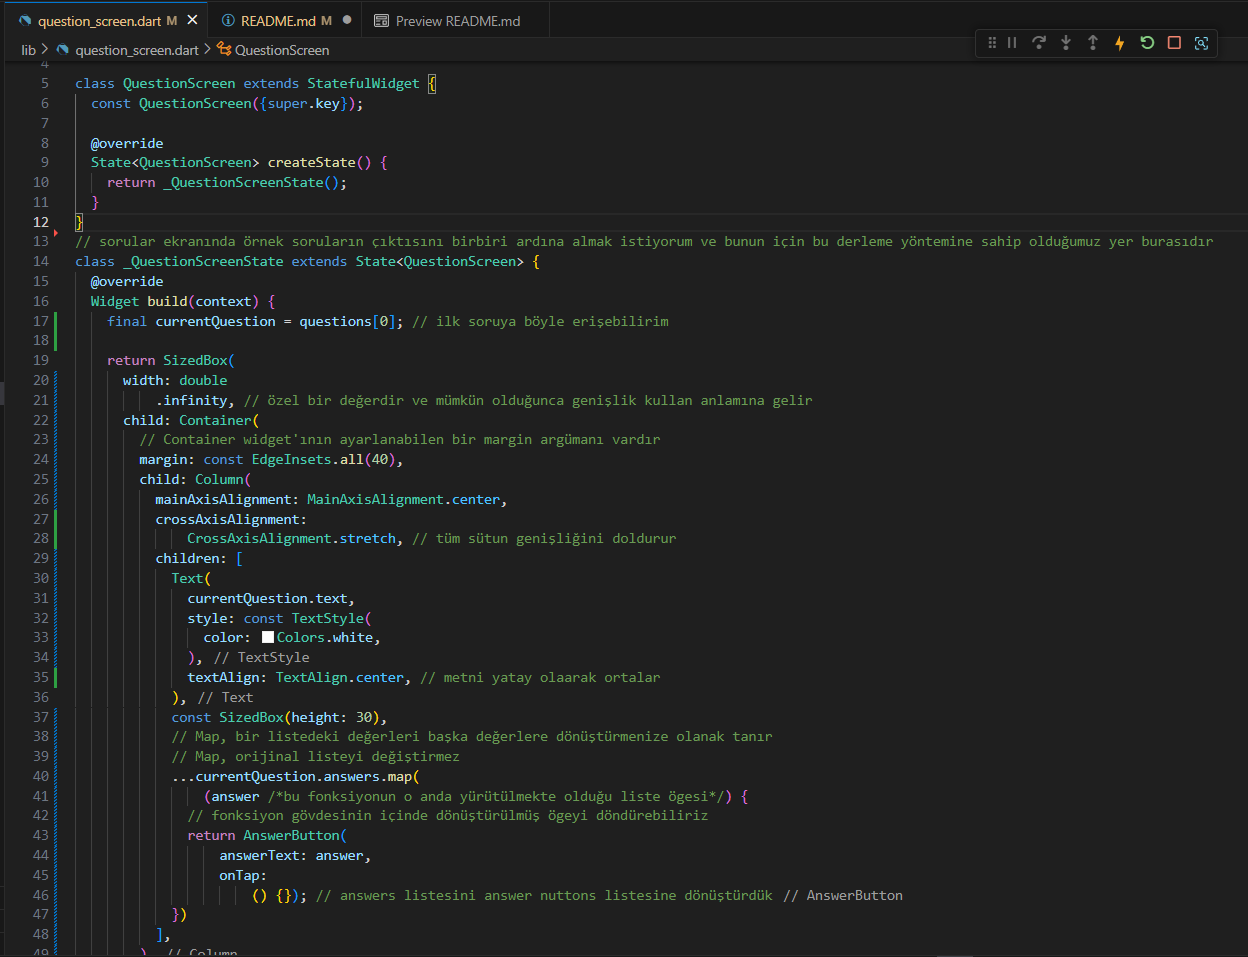 question_screen.dart M
README.md M
Preview README.md
lib > question_screen.dart > QuestionScreen
4
5 class QuestionScreen extends StatefulWidget {
6 const QuestionScreen({super.key});
7
8 @override
9 State<QuestionScreen> createState() {
10 return _QuestionScreenState();
11 }
12 }
13 // sorular ekranında örnek soruların çıktısını birbiri ardına almak istiyorum ve bunun için bu derleme yöntemine sahip olduğumuz yer burasıdır
14 class _QuestionScreenState extends State<QuestionScreen> {
15 @override
16 Widget build(context) {
17 final currentQuestion = questions[0]; // ilk soruya böyle erişebilirim
18
19 return SizedBox(
20 width: double
21 .infinity, // özel bir değerdir ve mümkün olduğunca genişlik kullan anlamına gelir
22 child: Container(
23 // Container widget'ının ayarlanabilen bir margin argümanı vardır
24 margin: const EdgeInsets.all(40),
25 child: Column(
26 mainAxisAlignment: MainAxisAlignment.center,
27 crossAxisAlignment:
28 CrossAxisAlignment.stretch, // tüm sütun genişliğini doldurur
29 children: [
30 Text(
31 currentQuestion.text,
32 style: const TextStyle(
33 color: Colors.white,
34 ), // TextStyle
35 textAlign: TextAlign.center, // metni yatay olaarak ortalar
36 ), // Text
37 const SizedBox(height: 30),
38 // Map, bir listedeki değerleri başka değerlere dönüştürmenize olanak tanır
39 // Map, orijinal listeyi değiştirmez
40 ...currentQuestion.answers.map(
41 (answer /*bu fonksiyonun o anda yürütülmekte olduğu liste ögesi*/) {
42 // fonksiyon gövdesinin içinde dönüştürülmüş ögeyi döndürebiliriz
43 return AnswerButton(
44 answerText: answer,
45 onTap:
46 () {}); // answers listesini answer nuttons listesine dönüştürdük // AnswerButton
47 })
48 ],
49 ), // Column